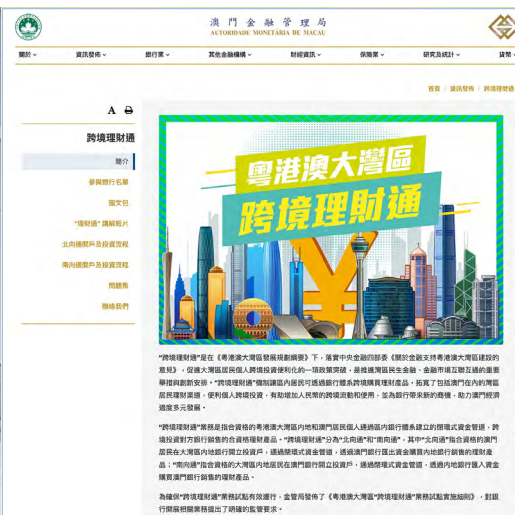 澳門金融管理局
AUTORIDADE MONETÁRIA DE MACAU
關於
資訊發佈
銀行業
其他金融機構
財經資訊
保險業
研究及統計
貨幣
首頁 / 資訊發佈 / 跨境理財通
A
跨境理財通
簡介
參與銀行名單
圖文包
“理財通” 講解短片
北向通開戶及投資流程
南向通開戶及投資流程
問題集
聯絡我們
粵港澳大灣區
跨境理財通
“跨境理財通”是在《粵港澳大灣區發展規劃綱要》下，落實中央金融四部委《關於金融支持粵港澳大灣區建設的
意見》，促進大灣區居民個人跨境投資便利化的一項政策突破，是推進灣區民生金融、金融市場互聯互通的重要
舉措與創新安排。“跨境理財通”機制讓區內居民可透過銀行體系跨境購買理財產品，拓寬了包括澳門在內的灣區
居民理財渠道，便利個人跨境投資，有助增加人民幣的跨境流動和使用，並為銀行帶來新的商機，助力澳門經濟
適度多元發展。
“跨境理財通”業務是指合資格的粵港澳大灣區內地和澳門居民個人通過區內銀行體系建立的閉環式資金管道，跨
境投資對方銀行銷售的合資格理財產品。“跨境理財通”分為“北向通”和“南向通”，其中“北向通”指合資格的澳門
居民在大灣區內地銀行開立投資戶，通過閉環式資金管道，透過澳門銀行匯出資金購買內地銀行銷售的理財產
品；“南向通”指合資格的大灣區內地居民在澳門銀行開立投資戶，通過閉環式資金管道，透過內地銀行匯入資金
購買澳門銀行銷售的理財產品。
為確保“跨境理財通”業務試點有效運行，金管局發佈了《粵港澳大灣區“跨境理財通”業務試點實施細則》，對銀
行開展相關業務提出了明確的監管要求。